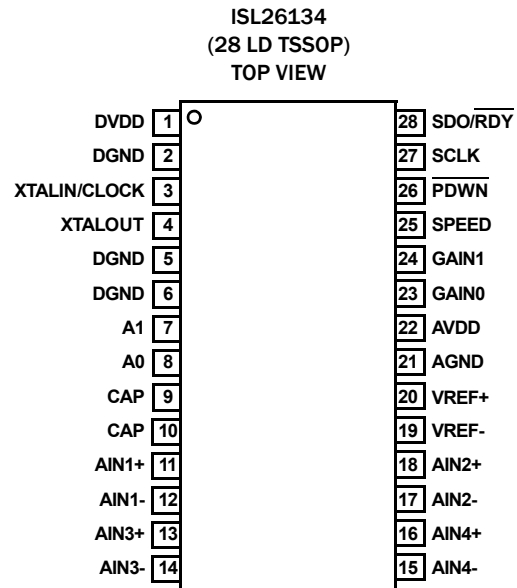 ISL26134
(28 LD TSSOP)
TOP VIEW
DVDD 1 28 SDO/RDY
DGND 2 27 SCLK
XTALIN/CLOCK 3 26 PDWN
XTALOUT 4 25 SPEED
DGND 5 24 GAIN1
DGND 6 23 GAIN0
A1 7 22 AVDD
A0 8 21 AGND
CAP 9 20 VREF+
CAP 10 19 VREF-
AIN1+ 11 18 AIN2+
AIN1- 12 17 AIN2-
AIN3+ 13 16 AIN4+
AIN3- 14 15 AIN4-